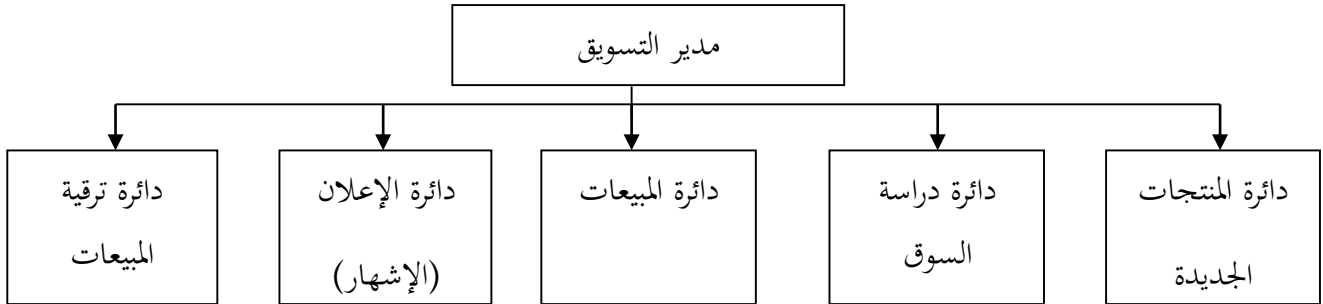 مدير التسويق
دائرة المنتجات
الجديدة
دائرة دراسة
السوق
دائرة المبيعات
دائرة الإعلان
(الإشهار)
دائرة ترقية
المبيعات